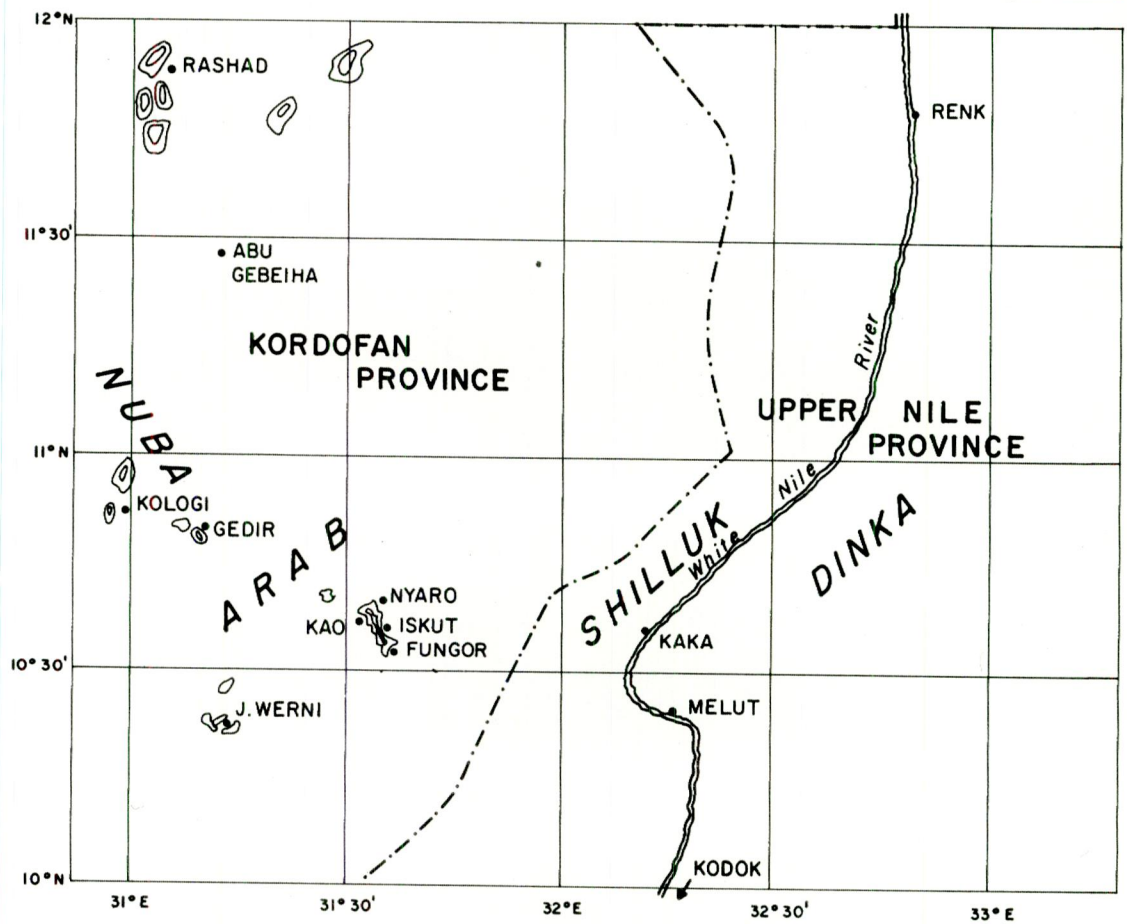 12°N
RASHAD
RENK
11°30'
ABU
GEBEIHA
KORDOFAN
PROVINCE
River
NUBA
UPPER NILE
PROVINCE
11°N
Nile
KOLOGI
GEDIR
ARAB
SHILLUK
White
DINKA
NYARO
KAO
ISKUT
FUNGOR
KAKA
10°30'
J. WERNI
MELUT
KODOK
10°N
31°E
31°30'
32°E
32°30'
33°E